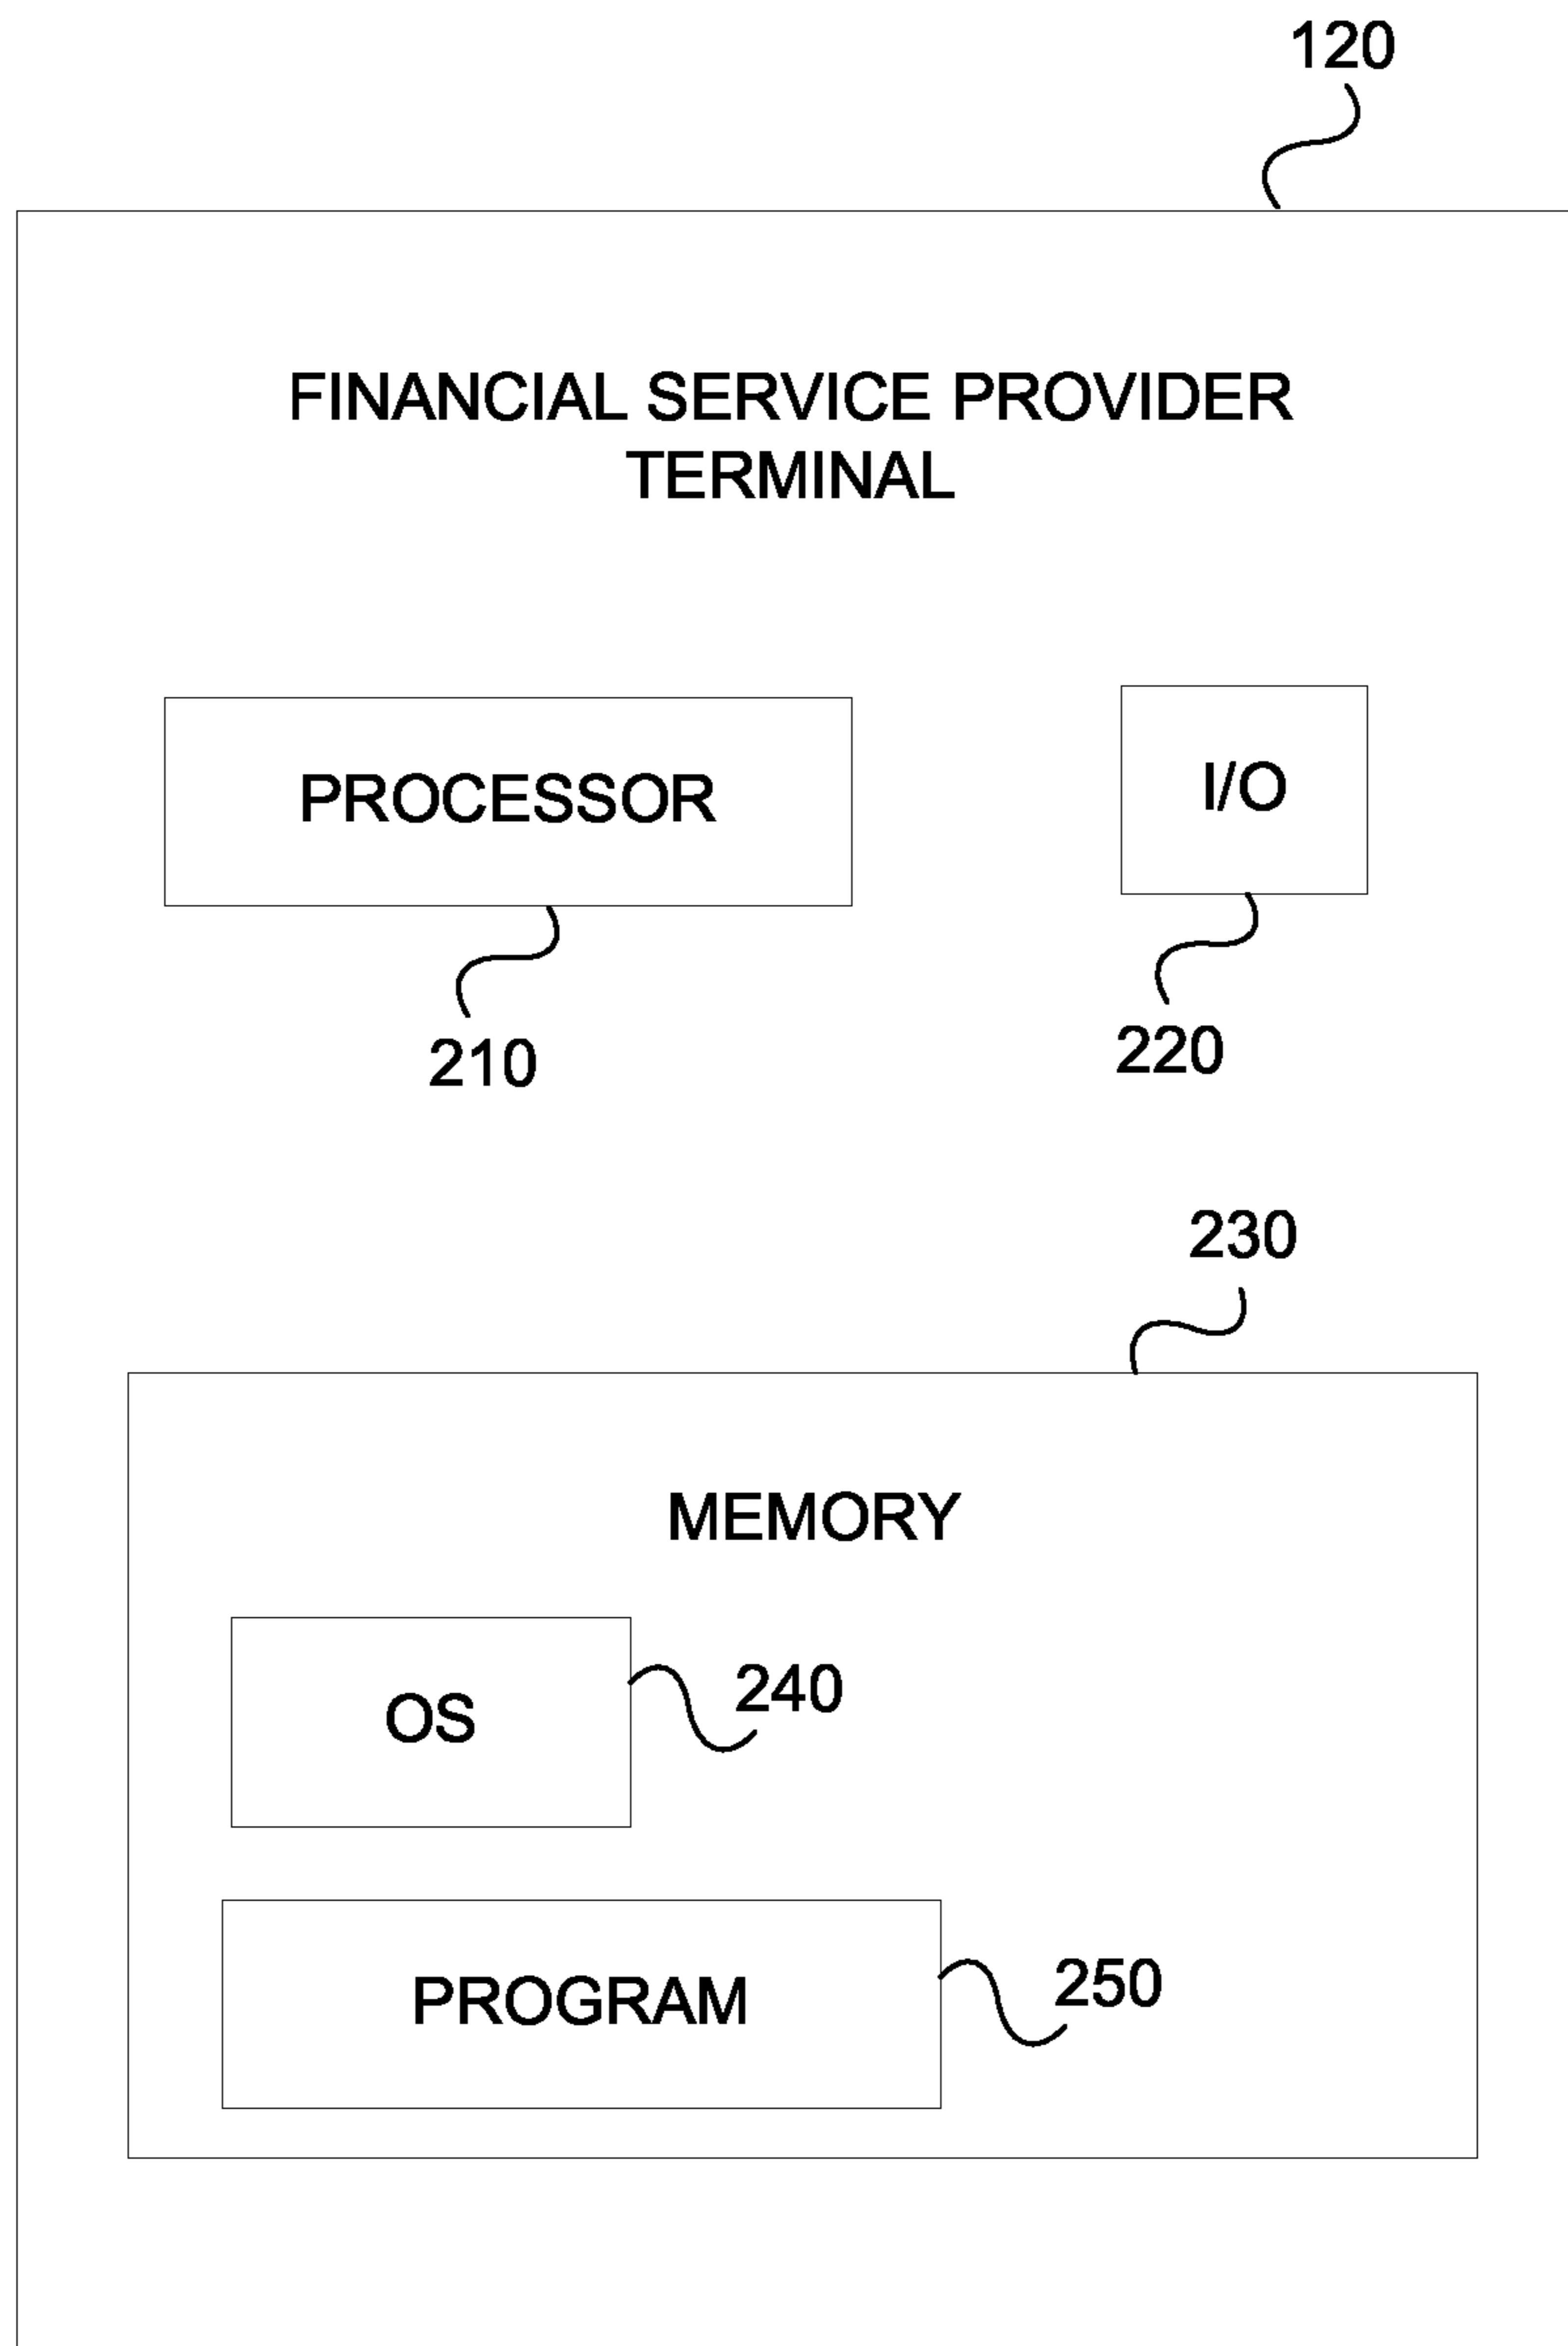 120
FINANCIAL SERVICE PROVIDER
TERMINAL
PROCESSOR
I/O
210
220
230
MEMORY
OS
240
PROGRAM
250